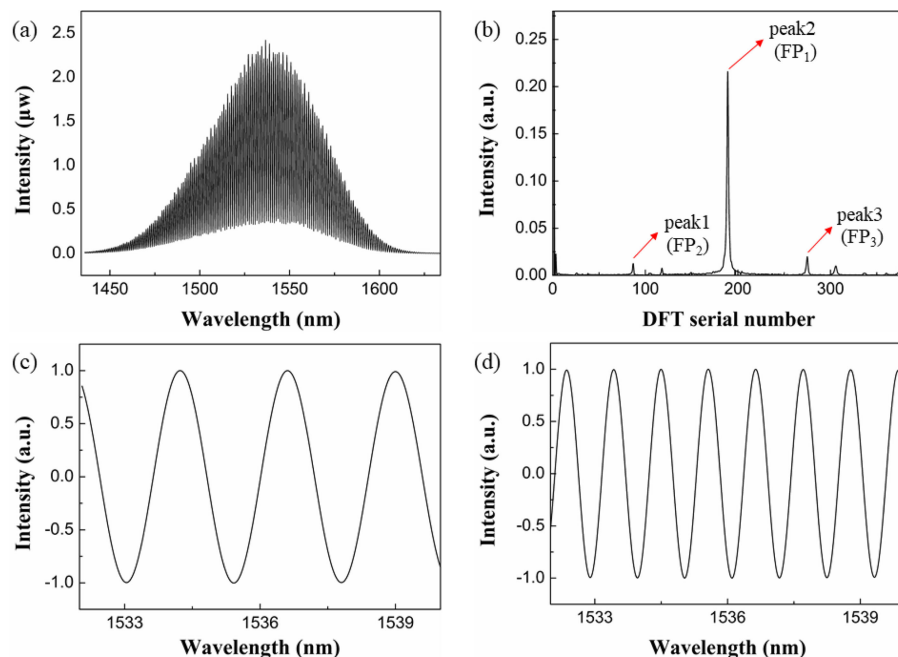 (a)
2.5
2.0
1.5
1.0
0.5
0.0
Intensity (μw)
1450 1500 1550 1600
Wavelength (nm)
(b)
0.25
0.20
0.15
0.10
0.05
0.00
Intensity (a.u.)
peak2
(FP₁)
peak1
(FP₂)
peak3
(FP₃)
0 100 200 300
DFT serial number
(c)
1.0
0.5
0.0
-0.5
-1.0
Intensity (a.u.)
1533 1536 1539
Wavelength (nm)
(d)
1.0
0.5
0.0
-0.5
-1.0
Intensity (a.u.)
1533 1536 1539
Wavelength (nm)